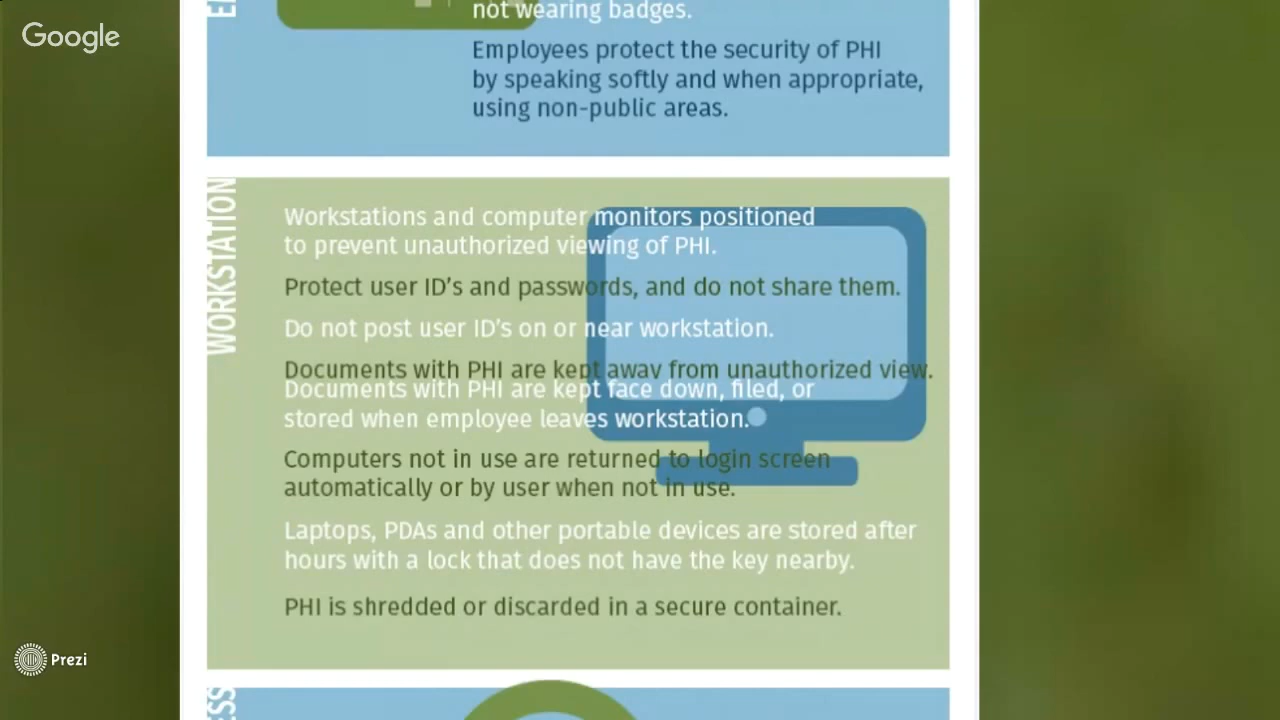 Google
not wearing badges.
Employees protect the security of PHI
by speaking softly and when appropriate,
using non-public areas.
WORKSTATION
Workstations and computer monitors positioned
to prevent unauthorized viewing of PHI.
Protect user ID’s and passwords, and do not share them.
Do not post user ID’s on or near workstation.
Documents with PHI are kept away from unauthorized view.
Documents with PHI are kept face down, filed, or
stored when employee leaves workstation.
Computers not in use are returned to login screen
automatically or by user when not in use.
Laptops, PDAs and other portable devices are stored after
hours with a lock that does not have the key nearby.
PHI is shredded or discarded in a secure container.
Prezi